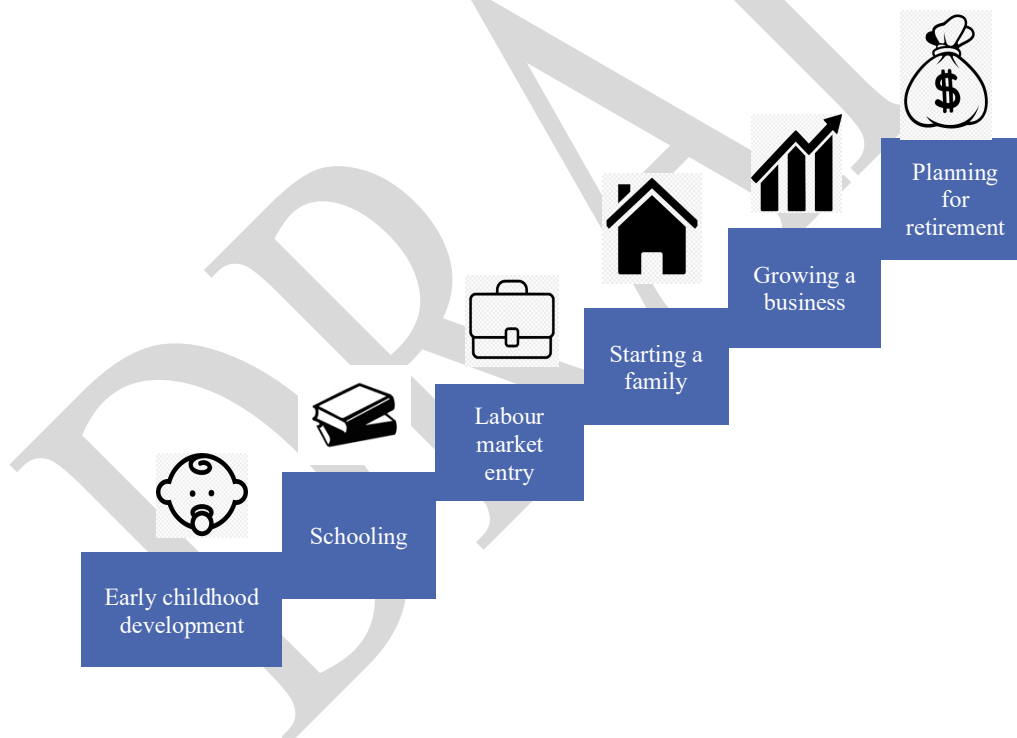 Planning
for
retirement
Growing a
business
Starting a
family
Labour
market
entry
Schooling
Early childhood
development
$